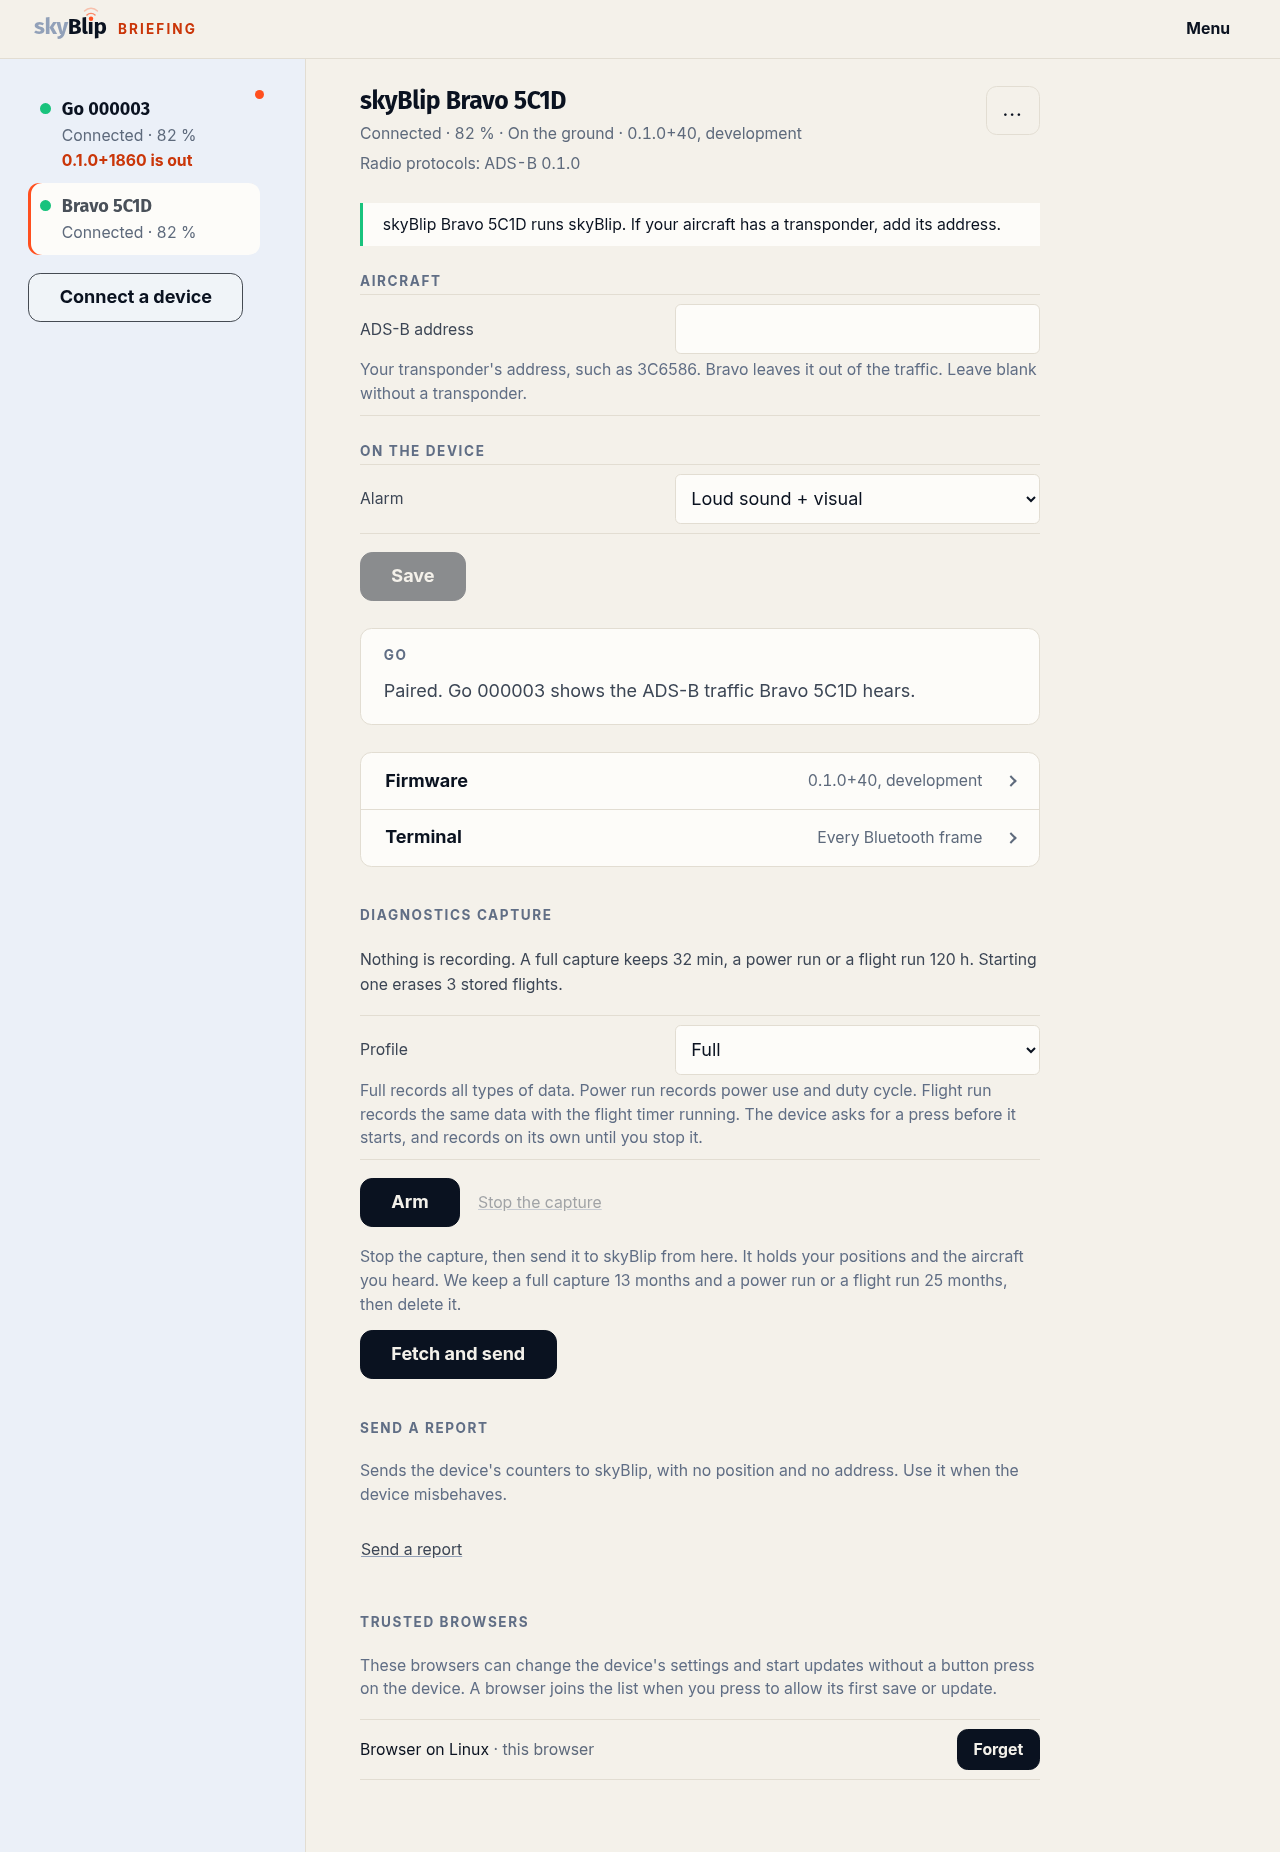 skyBlip BRIEFING
Menu
Go 000003
Connected · 82 %
0.1.0+1860 is out
Bravo 5C1D
Connected · 82 %
Connect a device
skyBlip Bravo 5C1D
...
Connected · 82 % · On the ground · 0.1.0+40, development
Radio protocols: ADS-B 0.1.0
skyBlip Bravo 5C1D runs skyBlip. If your aircraft has a transponder, add its address.
AIRCRAFT
ADS-B address
Your transponder's address, such as 3C6586. Bravo leaves it out of the traffic. Leave blank
without a transponder.
ON THE DEVICE
Alarm
Loud sound + visual
Save
GO
Paired. Go 000003 shows the ADS-B traffic Bravo 5C1D hears.
Firmware
0.1.0+40, development
Terminal
Every Bluetooth frame
DIAGNOSTICS CAPTURE
Nothing is recording. A full capture keeps 32 min, a power run or a flight run 120 h. Starting
one erases 3 stored flights.
Profile
Full
Full records all types of data. Power run records power use and duty cycle. Flight run
records the same data with the flight timer running. The device asks for a press before it
starts, and records on its own until you stop it.
Arm
Stop the capture
Stop the capture, then send it to skyBlip from here. It holds your positions and the aircraft
you heard. We keep a full capture 13 months and a power run or a flight run 25 months,
then delete it.
Fetch and send
SEND A REPORT
Sends the device's counters to skyBlip, with no position and no address. Use it when the
device misbehaves.
Send a report
TRUSTED BROWSERS
These browsers can change the device's settings and start updates without a button press
on the device. A browser joins the list when you press to allow its first save or update.
Browser on Linux · this browser
Forget